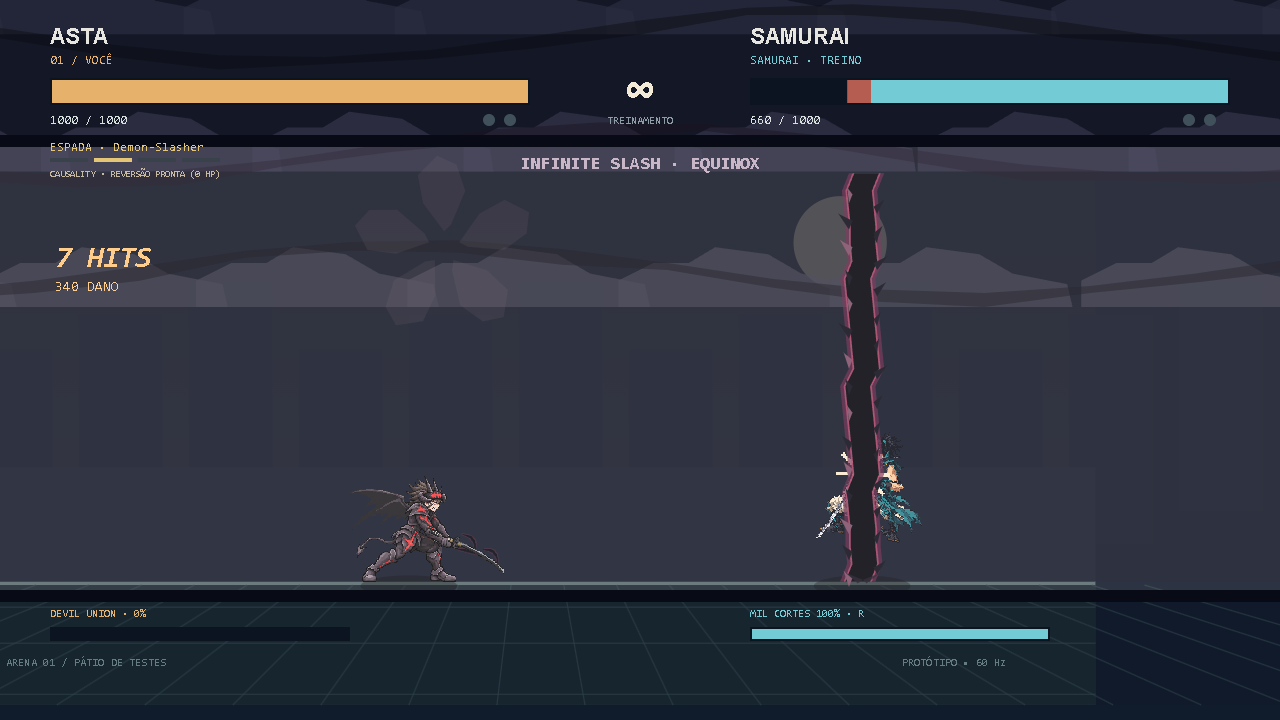 ASTA
01 / VOCÊ
1000 / 1000
∞
TREINAMENTO
SAMURAI
SAMURAI · TREINO
660 / 1000
ESPADA · Demon-Slasher
CAUSALITY · REVERSÃO PRONTA (0 HP)
INFINITE SLASH · EQUINOX
7 HITS
340 DANO
DEVIL UNION · 0%
MIL CORTES 100% · R
ARENA 01 / PÁTIO DE TESTES
PROTÓTIPO • 60 Hz